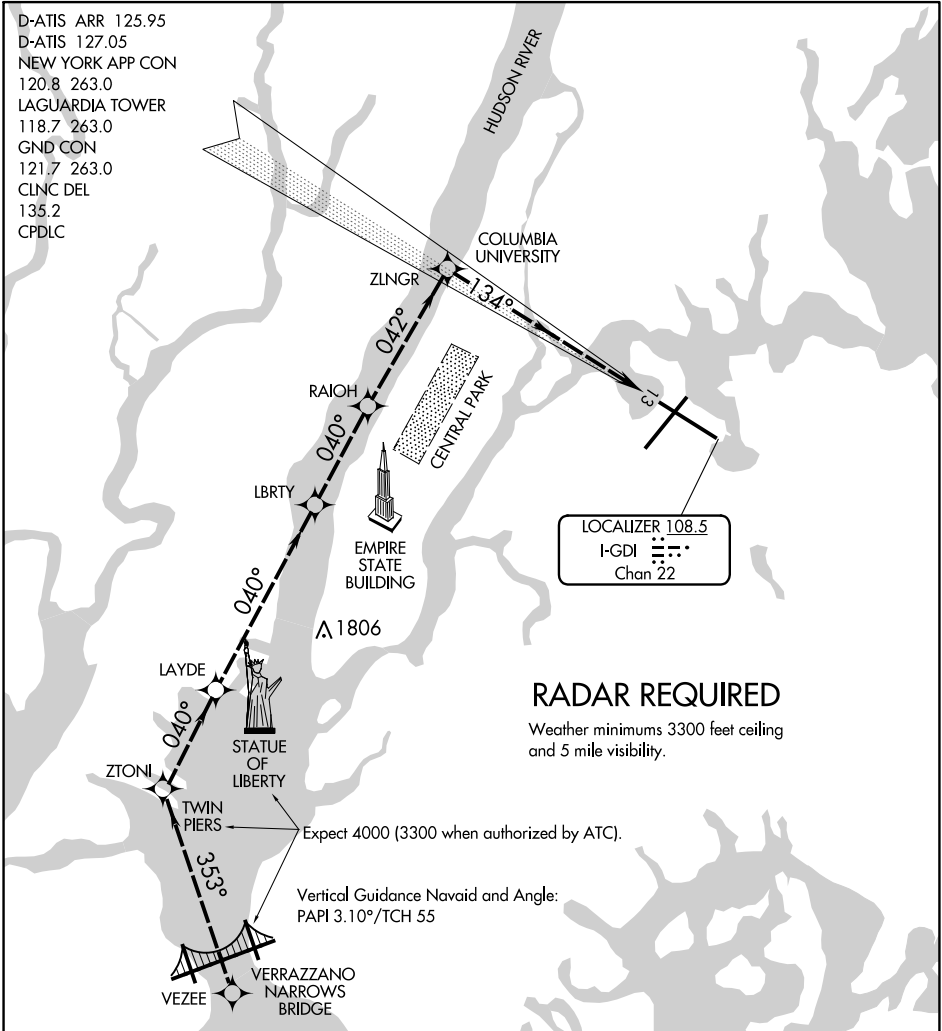 D-ATIS ARR 125.95
D-ATIS 127.05
NEW YORK APP CON
120.8 263.0
LAGUARDIA TOWER
118.7 263.0
GND CON
121.7 263.0
CLNC DEL
135.2
CPDLC
HUDSON RIVER
COLUMBIA
UNIVERSITY
ZLNGR
134°
042°
RAIOH
CENTRAL PARK
13
040°
LBRTY
EMPIRE
STATE
BUILDING
LOCALIZER 108.5
I-GDI
Chan 22
040°
1806
LAYDE
RADAR REQUIRED
Weather minimums 3300 feet ceiling
and 5 mile visibility.
040°
STATUE
OF
LIBERTY
ZTONI
TWIN
PIERS
Expect 4000 (3300 when authorized by ATC).
353°
Vertical Guidance Navaid and Angle:
PAPI 3.10°/TCH 55
VEZEE
VERRAZZANO
NARROWS
BRIDGE